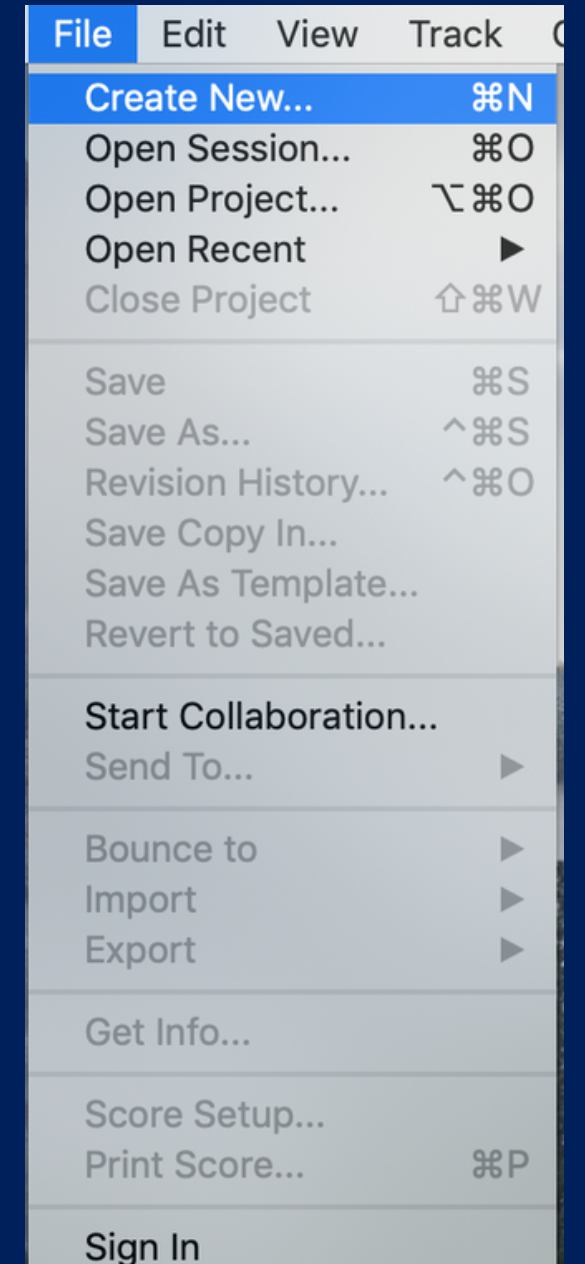 File Edit View Track
Create New... ⌘N
Open Session... ⌘O
Open Project... ⌥⌘O
Open Recent ▶
Close Project ⇧⌘W
Save ⌘S
Save As... ^⌘S
Revision History... ^⌘O
Save Copy In...
Save As Template...
Revert to Saved...
Start Collaboration...
Send To... ▶
Bounce to ▶
Import ▶
Export ▶
Get Info...
Score Setup...
Print Score... ⌘P
Sign In